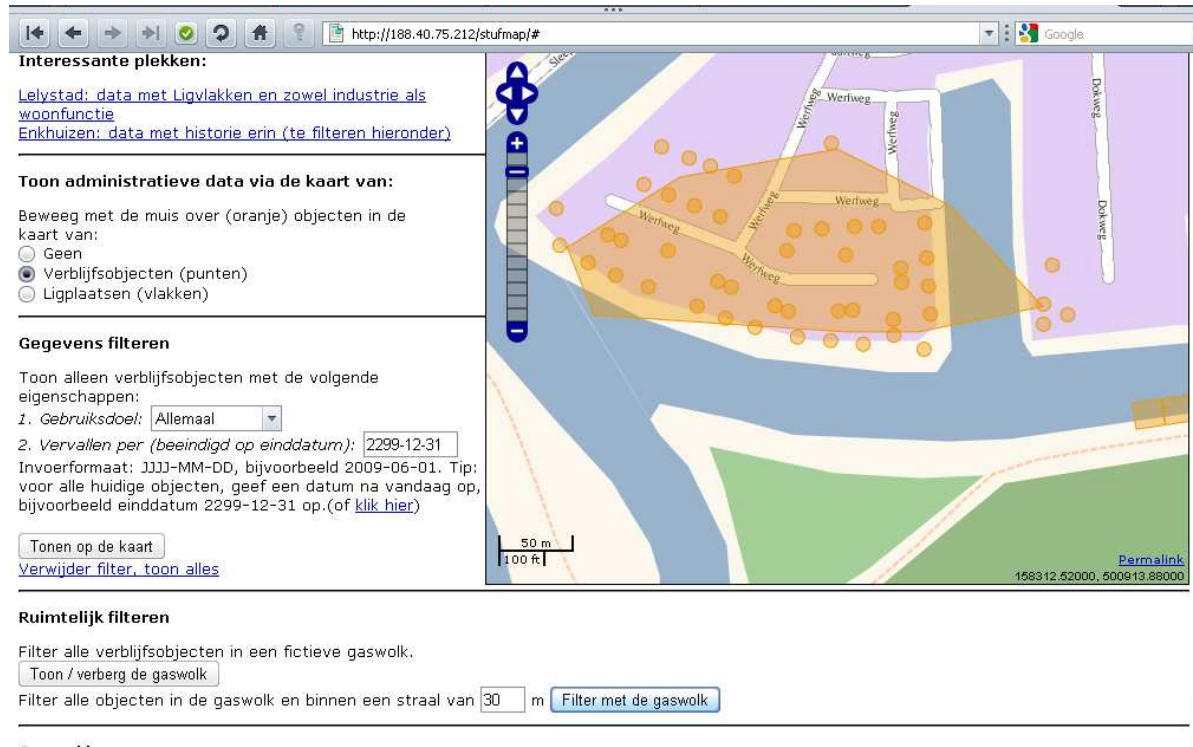 http://188.40.75.212/stufmap/#
Google
Interessante plekken:
Lelystad: data met Ligvlakken en zowel industrie als
woonfunctie
Enkhuizen: data met historie erin (te filteren hieronder)
Toon administratieve data via de kaart van:
Beweeg met de muis over (oranje) objecten in de
kaart van:
Geen
Verblijfsobjecten (punten)
Ligplaatsen (vlakken)
Gegevens filteren
Toon alleen verblijfsobjecten met de volgende
eigenschappen:
1. Gebruiksdoel: Allemaal
2. Vervallen per (beeindigd op einddatum): 2299-12-31
Invoerformaat: JJJJ-MM-DD, bijvoorbeeld 2009-06-01. Tip:
voor alle huidige objecten, geef een datum na vandaag op,
bijvoorbeeld einddatum 2299-12-31 op.(of klik hier)
Tonen op de kaart
Verwijder filter, toon alles
Werfweg
Werfweg
Werfweg
Dokweg
Dokweg
Werfweg
Werfweg
Werfweg
Werfweg
50 m
100 ft
Permalink
158312.52000, 500913.88000
Ruimtelijk filteren
Filter alle verblijfsobjecten in een fictieve gaswolk.
Toon / verberg de gaswolk
Filter alle objecten in de gaswolk en binnen een straal van 30 m Filter met de gaswolk